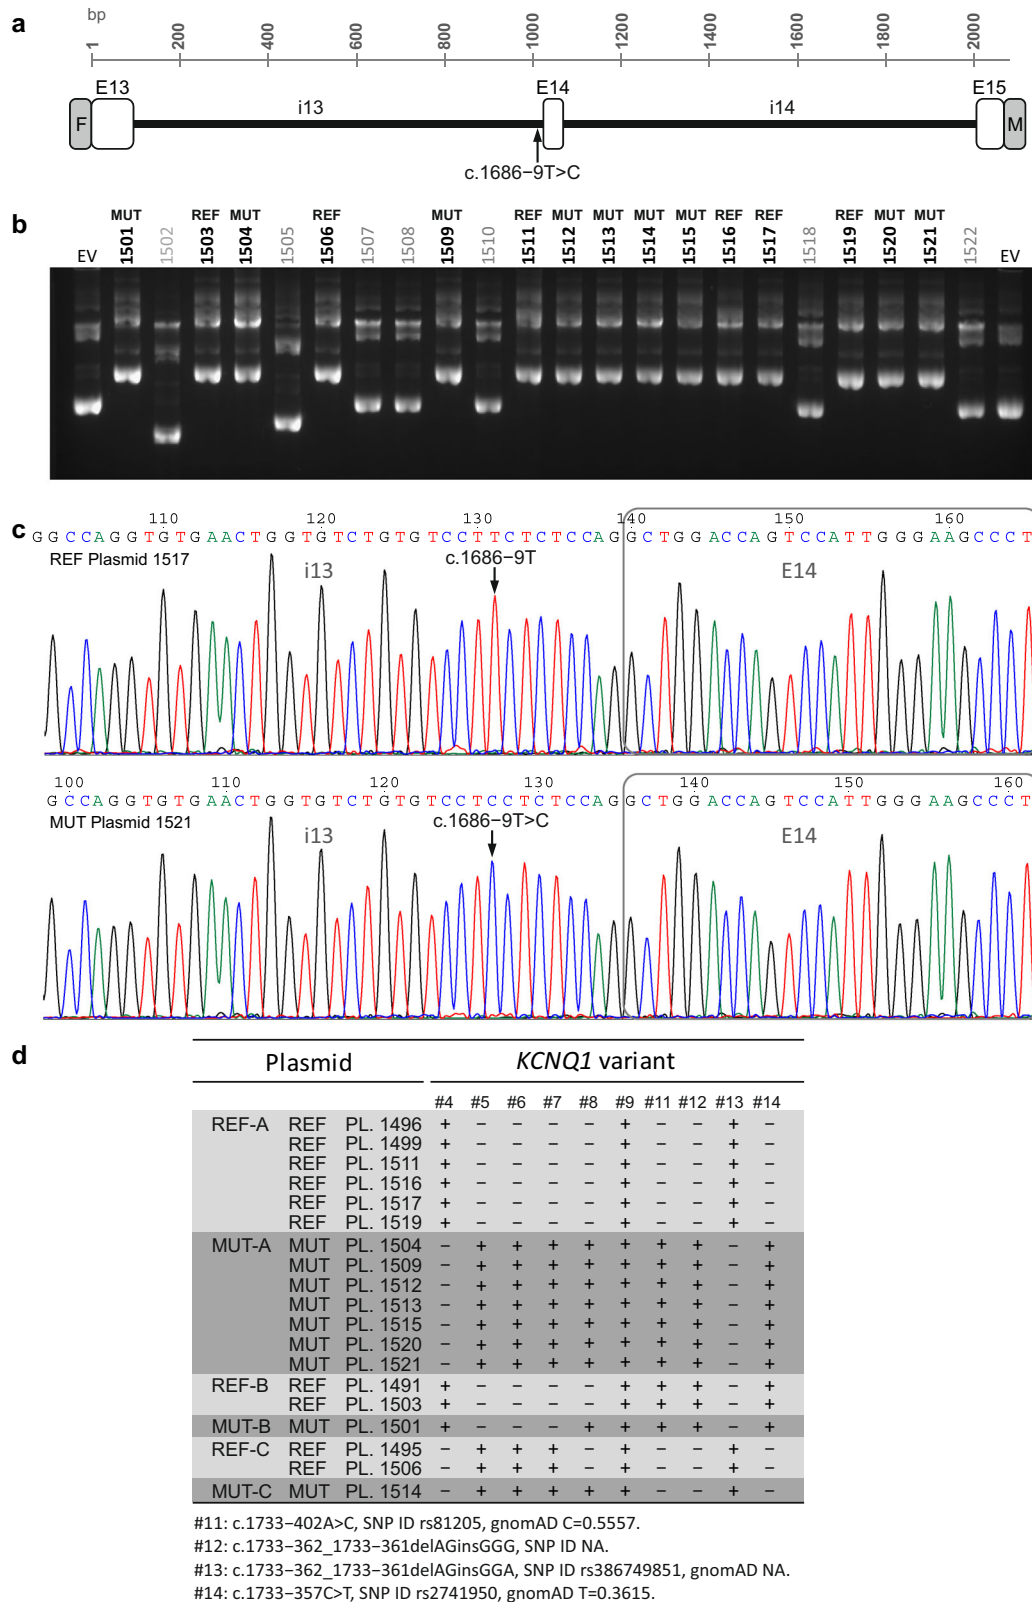 a
bp
1 200 400 600 800 1000 1200 1400 1600 1800 2000
E13 E14 E15
F i13 i14 M
c.1686−9T>C
b
MUT REF MUT REF MUT REF MUT MUT MUT MUT REF REF REF MUT MUT
EV 1501 1502 1503 1504 1505 1506 1507 1508 1509 1510 1511 1512 1513 1514 1515 1516 1517 1518 1519 1520 1521 1522 EV
c
110 120 130 140 150 160
G G C C A G G T G T G A A C T G G T G T C T G T G T C C T T C T C T C C A G G C T G G A C C A G T C C A T T G G G A A G C C C T
REF Plasmid 1517
c.1686−9T
i13 E14
100 110 120 130 140 150 160
G C C A G G T G T G A A C T G G T G T C T G T G T C C T C C T C T C C A G G C T G G A C C A G T C C A T T G G G A A G C C C T
MUT Plasmid 1521
c.1686−9T>C
i13 E14
d
Plasmid KCNQ1 variant
#4 #5 #6 #7 #8 #9 #11 #12 #13 #14
REF-A REF PL. 1496 + − − − − + − − + −
REF PL. 1499 + − − − − + − − + −
REF PL. 1511 + − − − − + − − + −
REF PL. 1516 + − − − − + − − + −
REF PL. 1517 + − − − − + − − + −
REF PL. 1519 + − − − − + − − + −
MUT-A MUT PL. 1504 − + + + + + + + − +
MUT PL. 1509 − + + + + + + + − +
MUT PL. 1512 − + + + + + + + − +
MUT PL. 1513 − + + + + + + + − +
MUT PL. 1515 − + + + + + + + − +
MUT PL. 1520 − + + + + + + + − +
MUT PL. 1521 − + + + + + + + − +
REF-B REF PL. 1491 + − − − − + + + − +
REF PL. 1503 + − − − − + + + − +
MUT-B MUT PL. 1501 + − − − + + + + − +
REF-C REF PL. 1495 − + + + − + − − + −
REF PL. 1506 − + + + − + − − + −
MUT-C MUT PL. 1514 − + + + + + − − + −
#11: c.1733−402A>C, SNP ID rs81205, gnomAD C=0.5557.
#12: c.1733−362_1733−361delAGinsGGG, SNP ID NA.
#13: c.1733−362_1733−361delAGinsGGA, SNP ID rs386749851, gnomAD NA.
#14: c.1733−357C>T, SNP ID rs2741950, gnomAD T=0.3615.